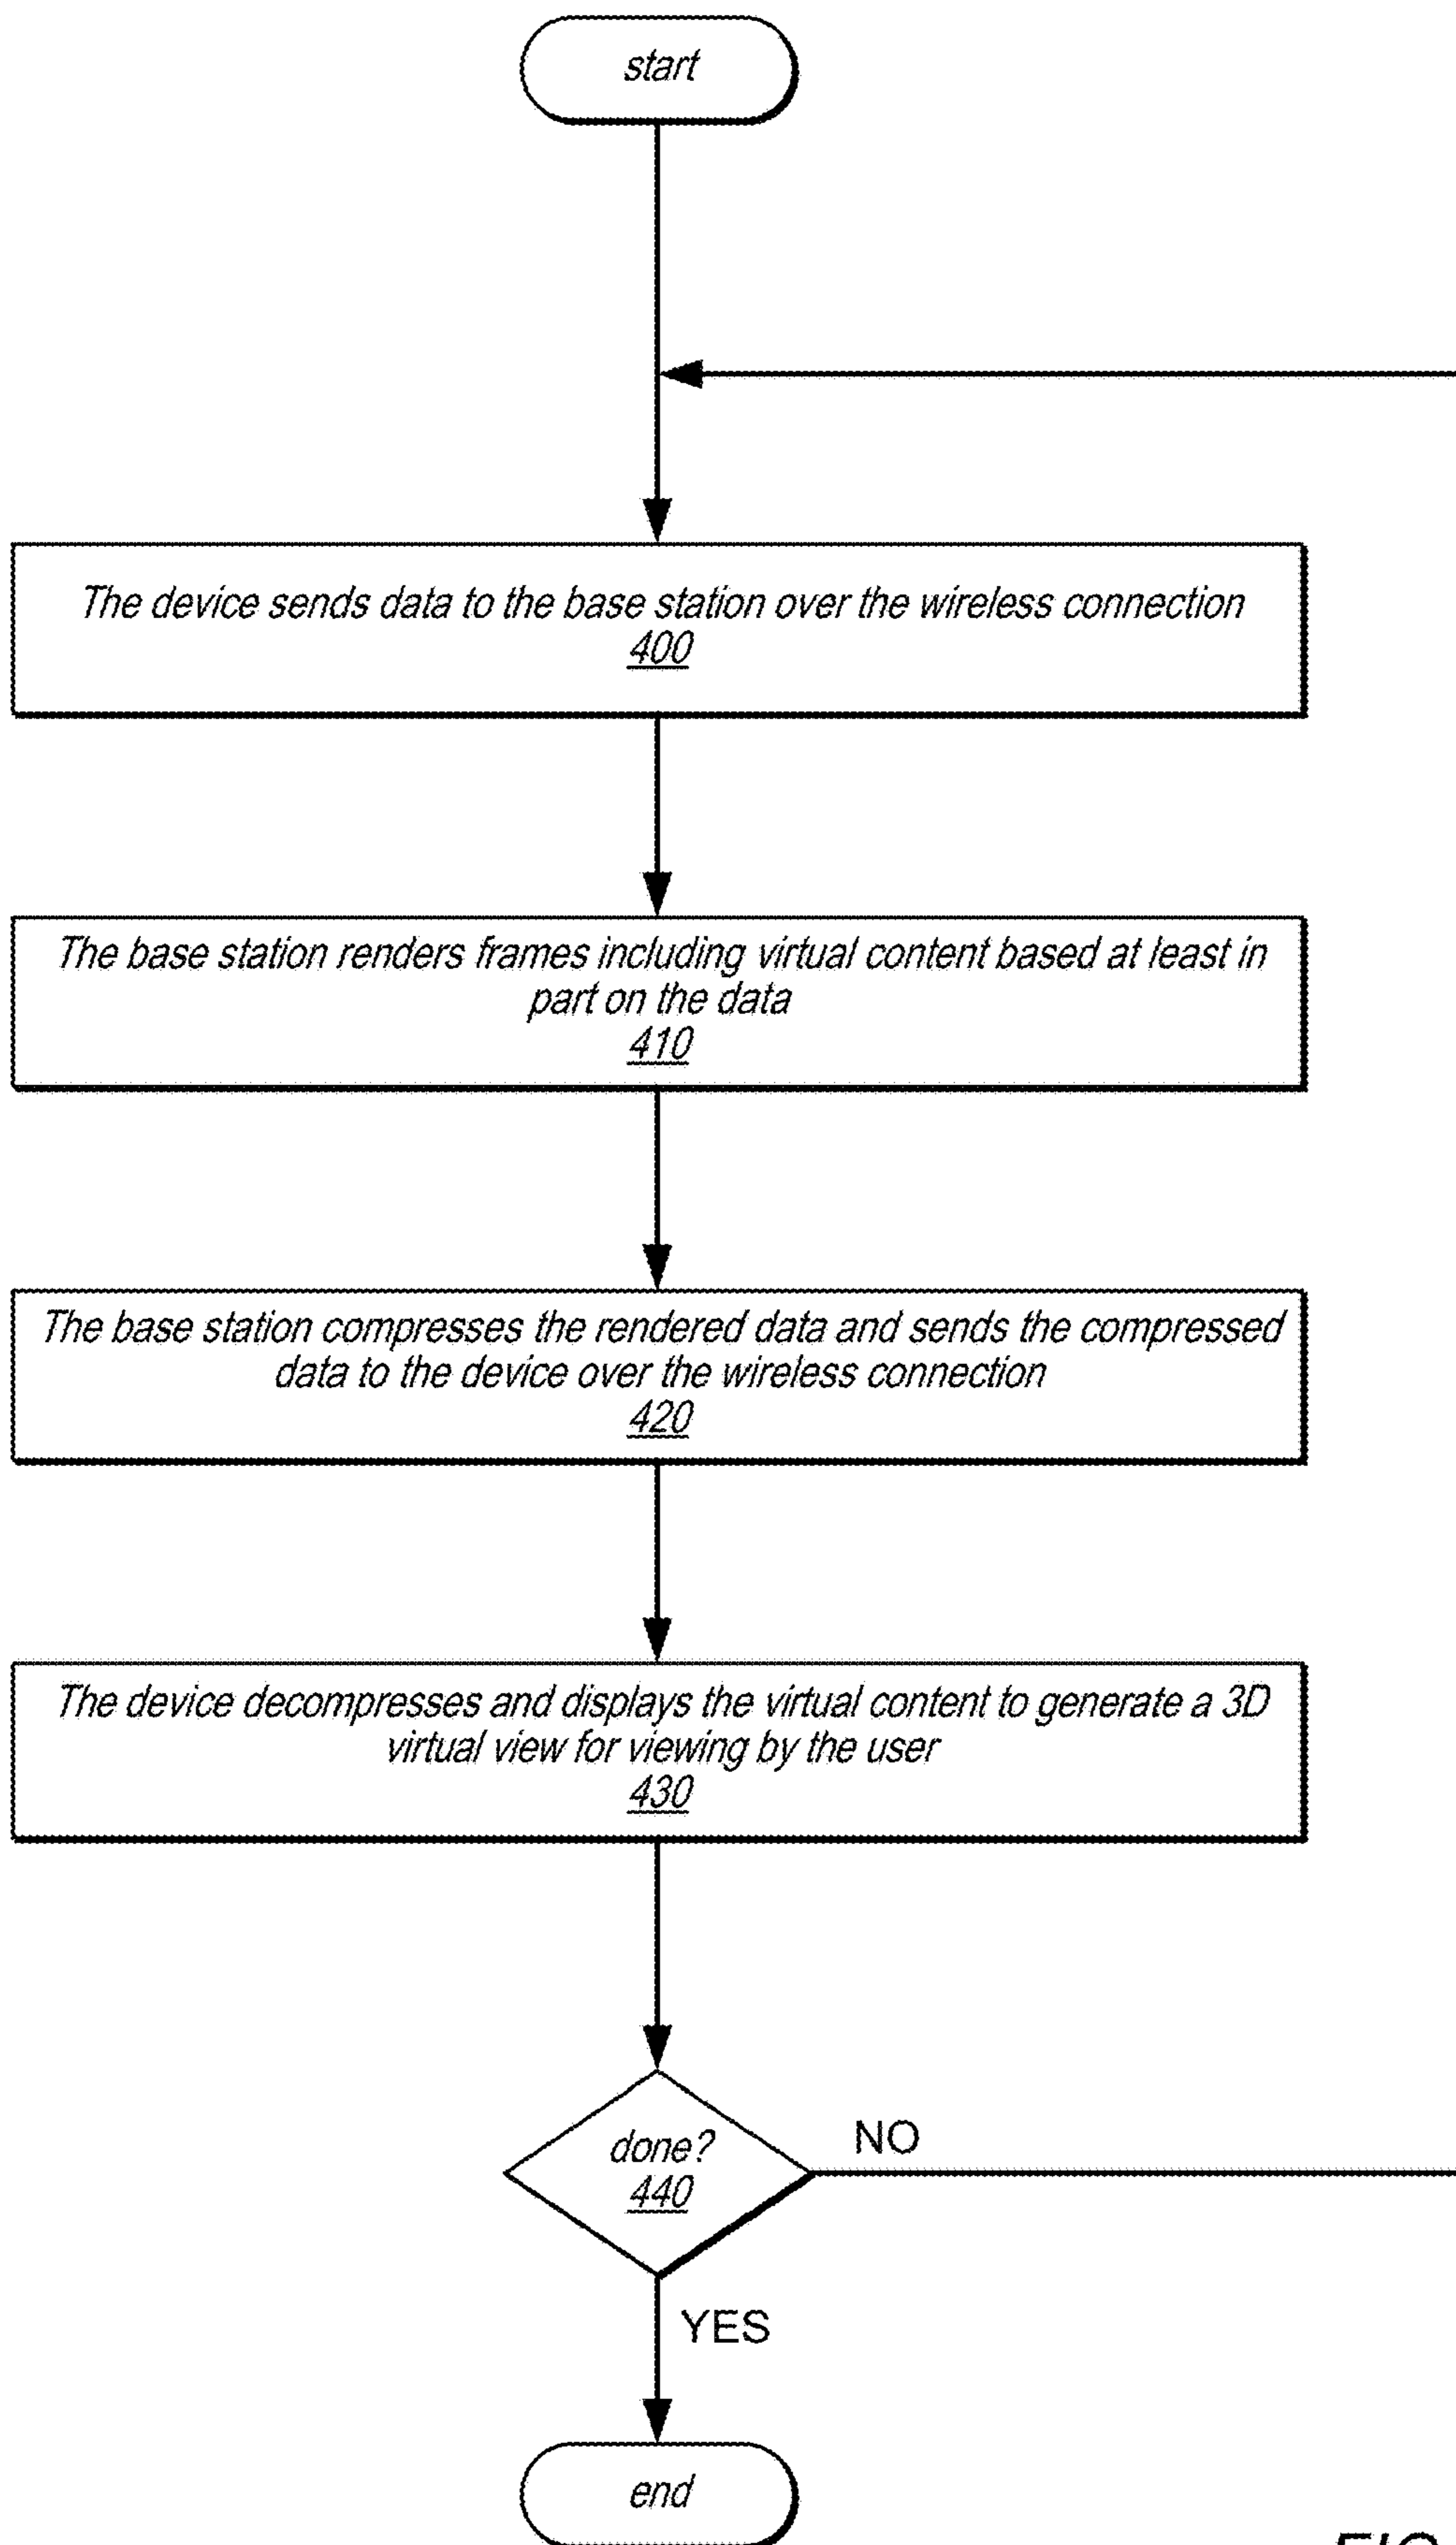 start
The device sends data to the base station over the wireless connection
400
The base station renders frames including virtual content based at least in
part on the data
410
The base station compresses the rendered data and sends the compressed
data to the device over the wireless connection
420
The device decompresses and displays the virtual content to generate a 3D
virtual view for viewing by the user
430
done?
440
NO
YES
end